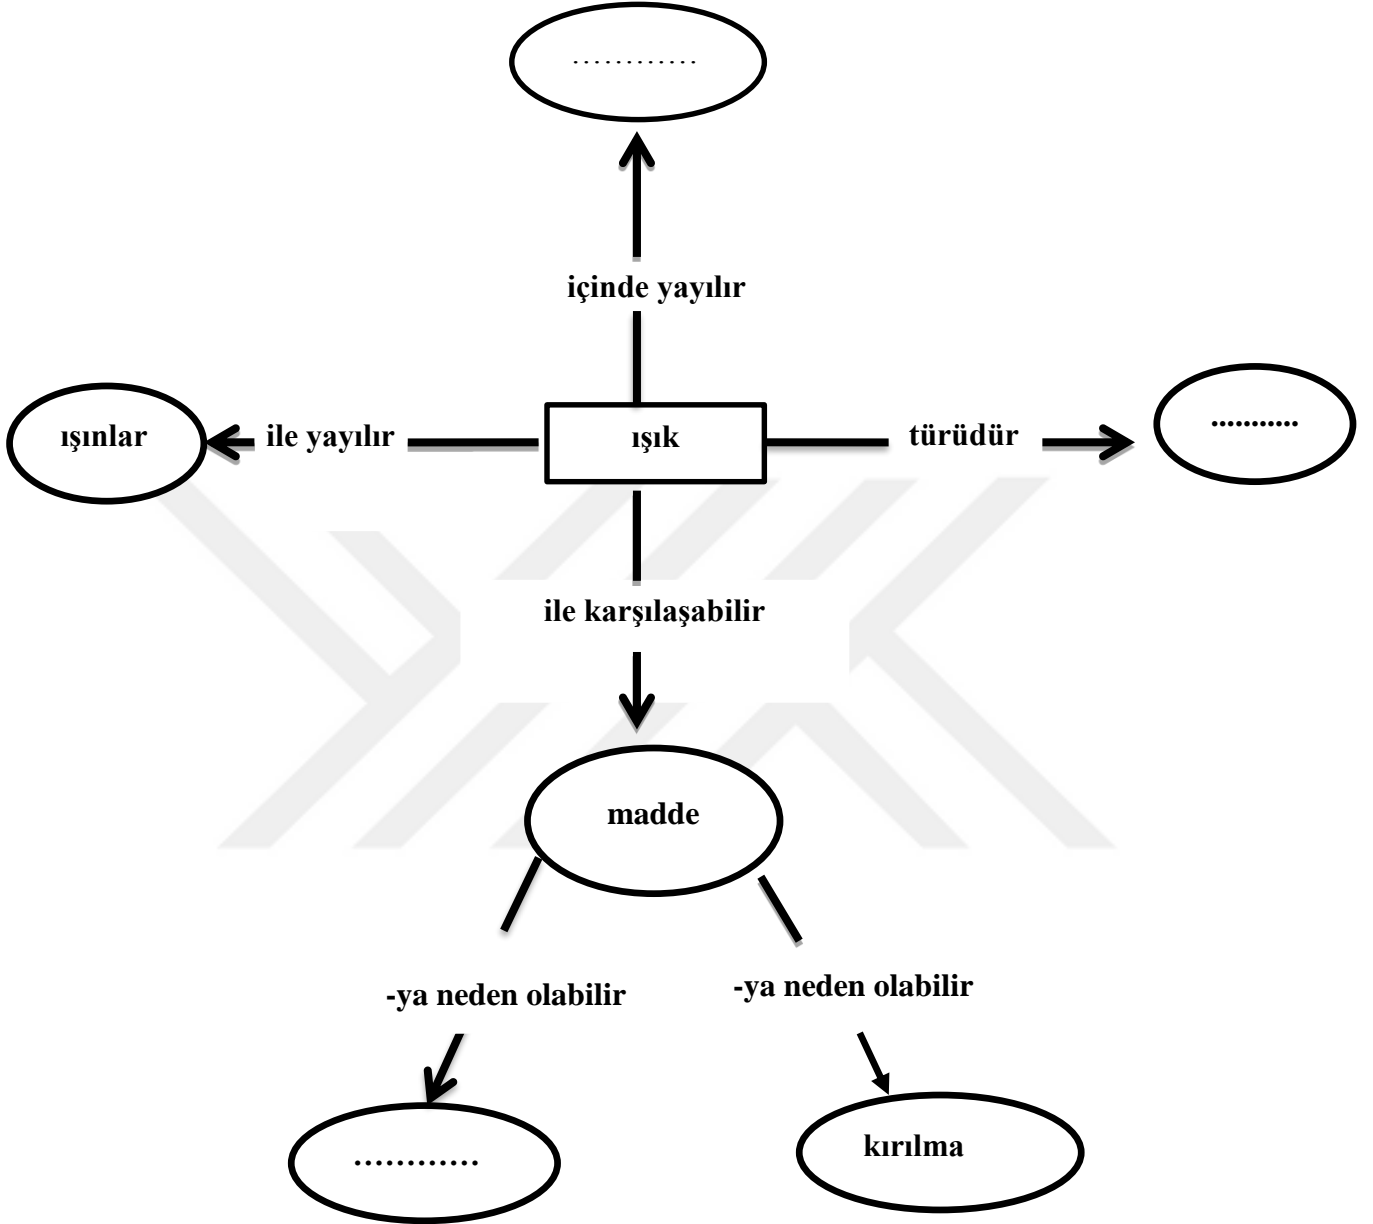 ............
içinde yayılır
ışınlar
ile yayılır
ışık
türüdür
...........
ile karşılaşabilir
madde
-ya neden olabilir
-ya neden olabilir
............
kırılma